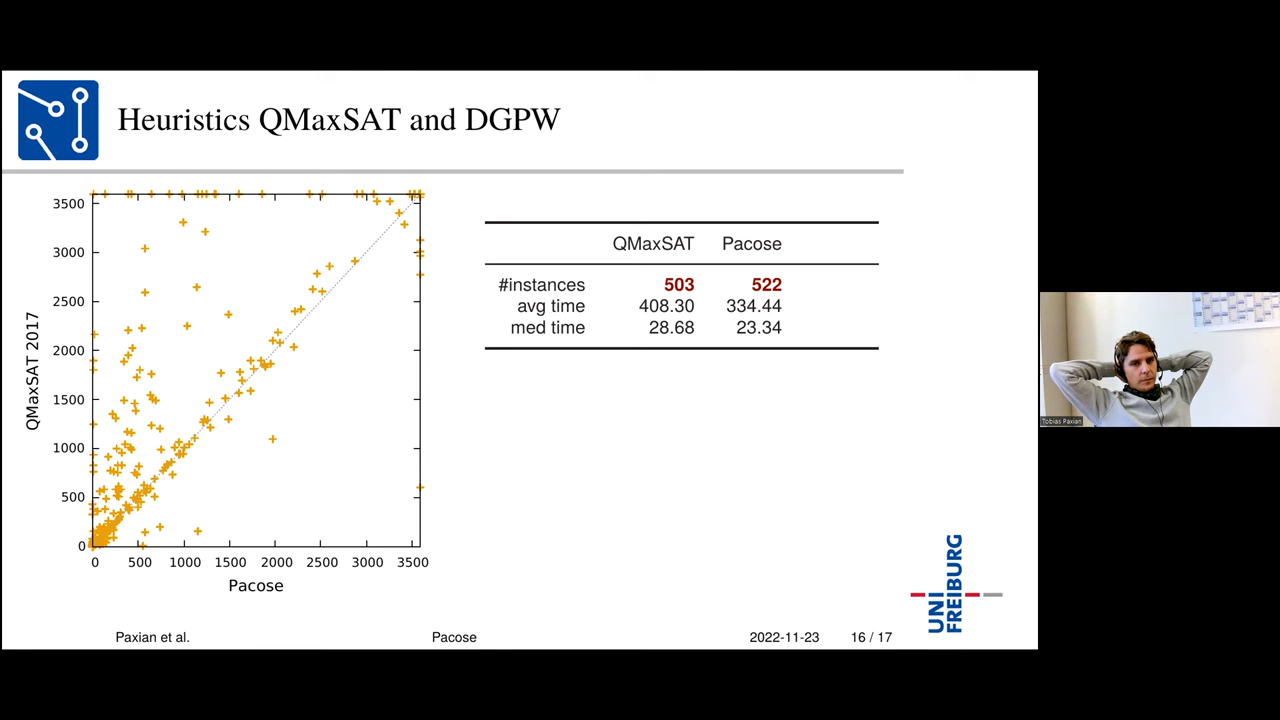 Heuristics QMaxSAT and DGPW
QMaxSAT 2017
3500
3000
2500
2000
1500
1000
500
0
0 500 1000 1500 2000 2500 3000 3500
Pacose
QMaxSAT Pacose
#instances 503 522
avg time 408.30 334.44
med time 28.68 23.34
UNI
FREIBURG
Paxian et al. Pacose 2022-11-23 16 / 17
Tobias Paxian